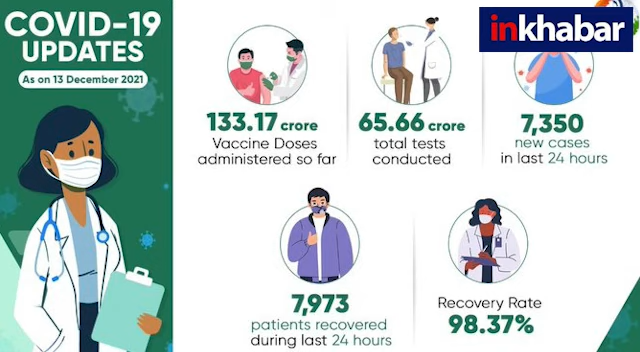 COVID-19
UPDATES
As on 13 December 2021
inkhabar
133.17 crore
Vaccine Doses
administered so far
65.66 crore
total tests
conducted
7,350
new cases
in last 24 hours
7,973
patients recovered
during last 24 hours
Recovery Rate
98.37%